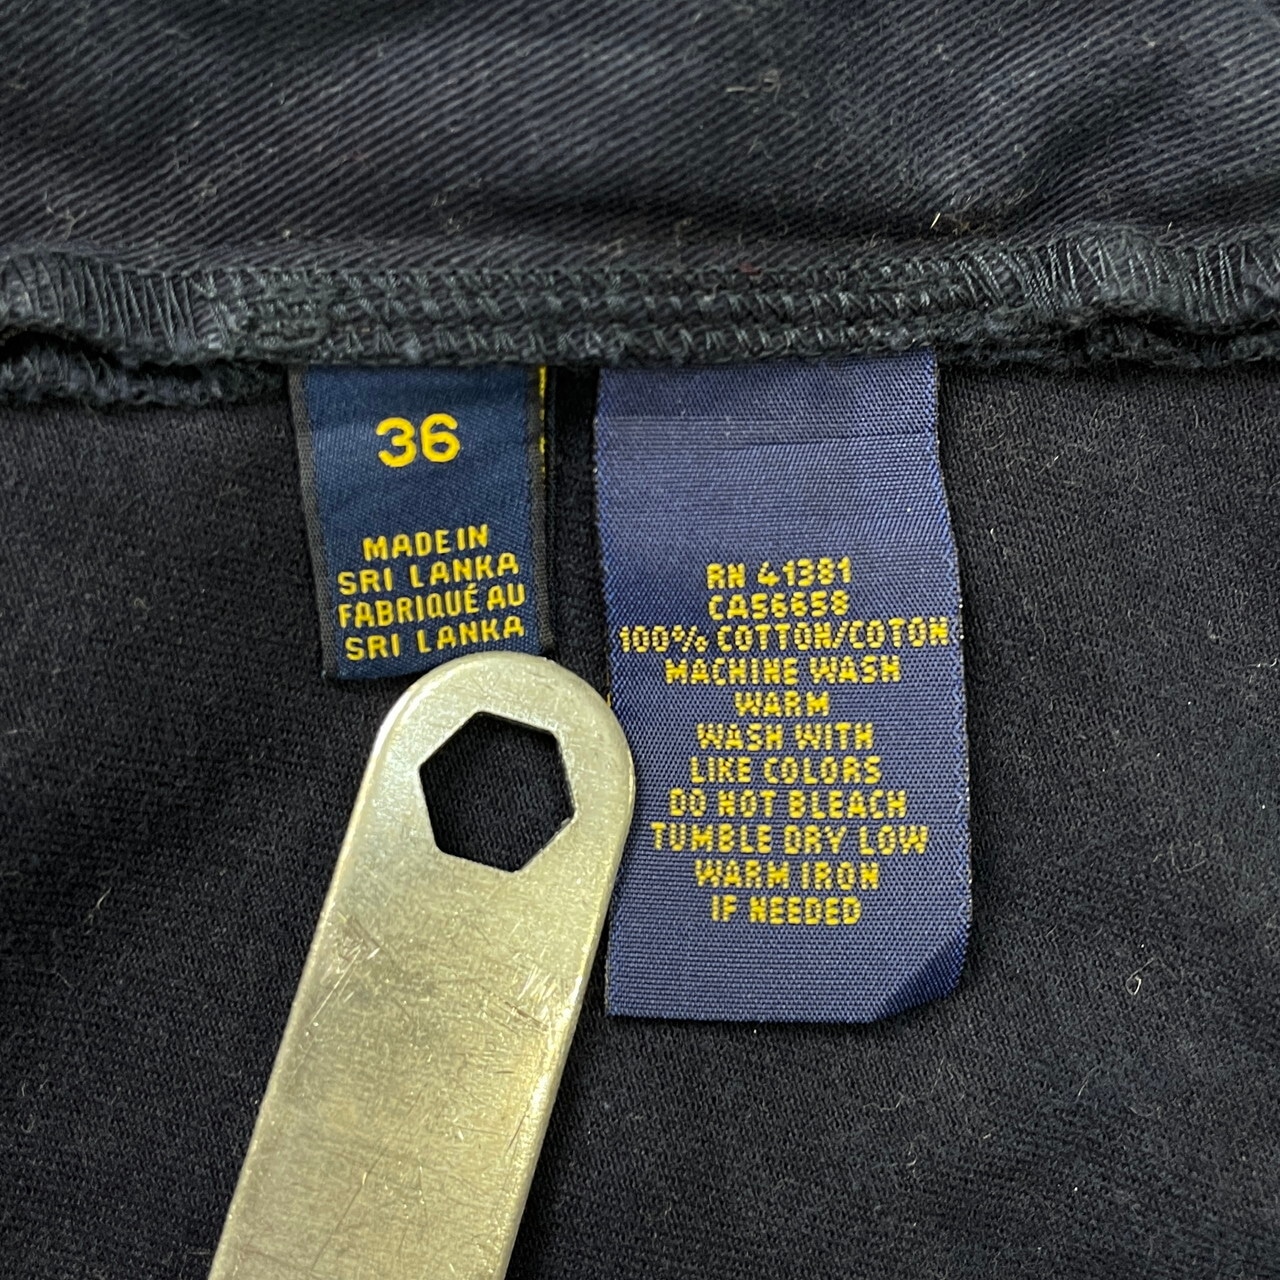 36
MADE IN
SRI LANKA
FABRIQUÉ AU
SRI LANKA
RN 41381
CA56658
100% COTTON/COTON
MACHINE WASH
WARM
WASH WITH
LIKE COLORS
DO NOT BLEACH
TUMBLE DRY LOW
WARM IRON
IF NEEDED